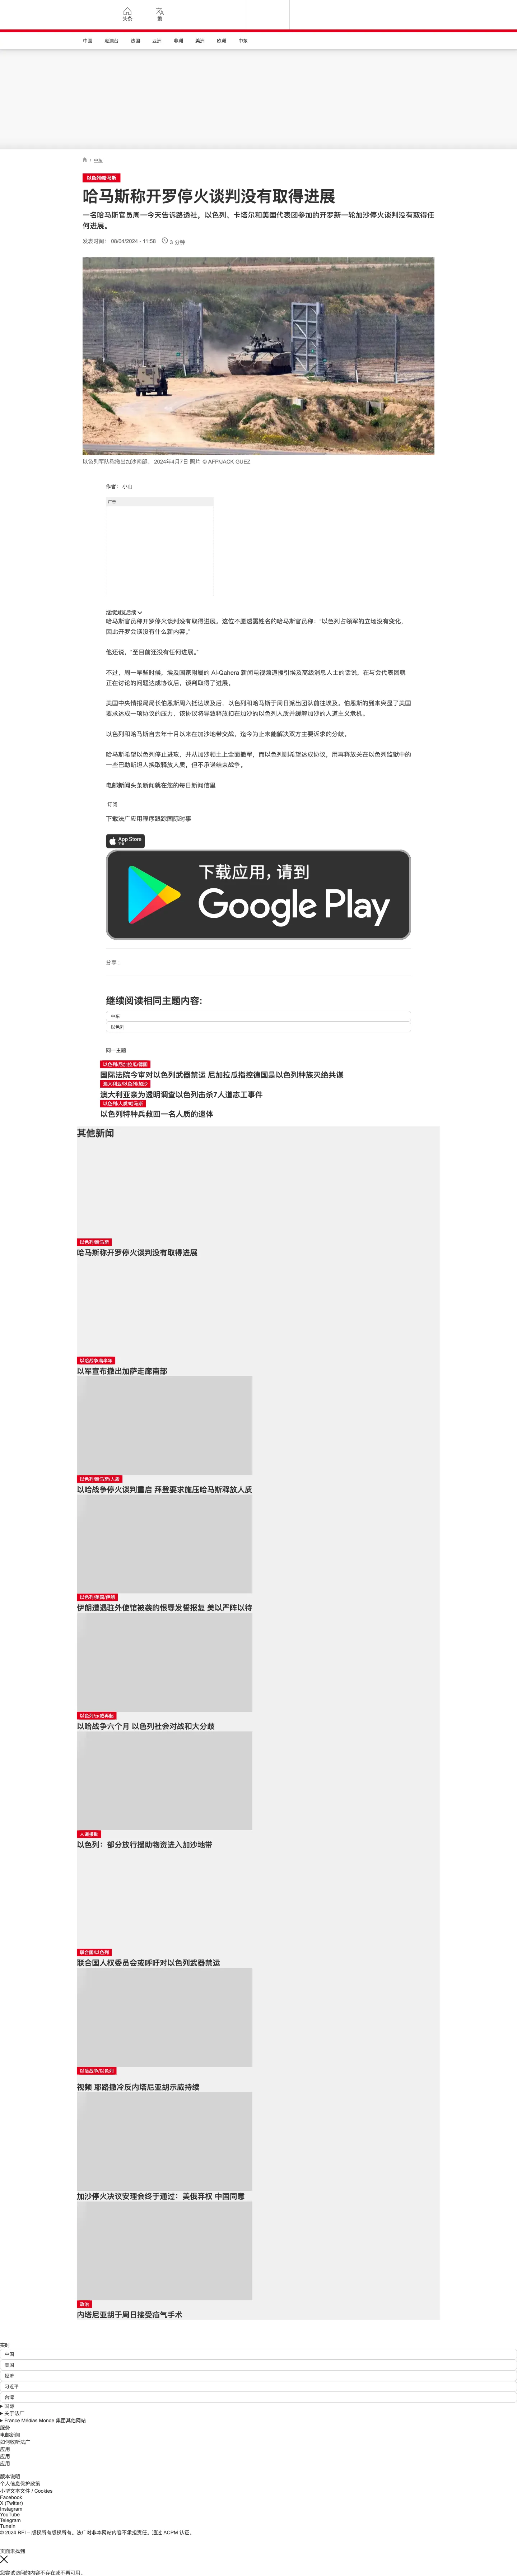 头条
繁
中国
港澳台
法国
亚洲
非洲
美洲
欧洲
中东
/ 中东
以色列/哈马斯
哈马斯称开罗停火谈判没有取得进展
一名哈马斯官员周一今天告诉路透社，以色列、卡塔尔和美国代表团参加的开罗新一轮加沙停火谈判没有取得任
何进展。
发表时间： 08/04/2024 - 11:58
3 分钟
以色列军队称撤出加沙南部。 2024年4月7日 照片 © AFP/JACK GUEZ
作者： 小山
广告
继续浏览后续
哈马斯官员称开罗停火谈判没有取得进展。这位不愿透露姓名的哈马斯官员称：“以色列占领军的立场没有变化，
因此开罗会谈没有什么新内容。”
他还说，“至目前还没有任何进展。”
不过，周一早些时候，埃及国家附属的 Al-Qahera 新闻电视频道援引埃及高级消息人士的话说，在与会代表团就
正在讨论的问题达成协议后，谈判取得了进展。
美国中央情报局局长伯恩斯周六抵达埃及后，以色列和哈马斯于周日派出团队前往埃及。伯恩斯的到来突显了美国
要求达成一项协议的压力，该协议将导致释放扣在加沙的以色列人质并缓解加沙的人道主义危机。
以色列和哈马斯自去年十月以来在加沙地带交战，迄今为止未能解决双方主要诉求的分歧。
哈马斯希望以色列停止进攻，并从加沙领土上全面撤军，而以色列则希望达成协议，用再释放关在以色列监狱中的
一些巴勒斯坦人换取释放人质，但不承诺结束战争。
电邮新闻头条新闻就在您的每日新闻信里
订阅
下载法广应用程序跟踪国际时事
App Store
下载
下载应用，请到
Google Play
分享 :
继续阅读相同主题内容:
中东
以色列
同一主题
以色列/尼加拉瓜/德国
国际法院今审对以色列武器禁运 尼加拉瓜指控德国是以色列种族灭绝共谋
澳大利亚/以色列/加沙
澳大利亚亲为透明调查以色列击杀7人道志工事件
以色列/人质/哈马斯
以色列特种兵救回一名人质的遗体
其他新闻
以色列/哈马斯
哈马斯称开罗停火谈判没有取得进展
以哈战争满半年
以军宣布撤出加萨走廊南部
以色列/哈马斯/人质
以哈战争停火谈判重启 拜登要求施压哈马斯释放人质
以色列/美国/伊朗
伊朗遭遇驻外使馆被袭的恨辱发誓报复 美以严阵以待
以色列/示威再起
以哈战争六个月 以色列社会对战和大分歧
人道援助
以色列：部分放行援助物资进入加沙地带
联合国/以色列
联合国人权委员会或呼吁对以色列武器禁运
以哈战争/以色列
视频 耶路撒冷反内塔尼亚胡示威持续
加沙停火决议安理会终于通过：美俄弃权 中国同意
政治
内塔尼亚胡于周日接受疝气手术
实时
中国
美国
经济
习近平
台湾
国际
关于法广
France Médias Monde 集团其他网站
服务
电邮新闻
如何收听法广
应用
应用
应用
版本说明
个人信息保护政策
小型文本文件 / Cookies
Facebook
X (Twitter)
Instagram
YouTube
Telegram
TuneIn
© 2024 RFI - 版权所有版权所有。法广对非本网站内容不承担责任。通过 ACPM 认证。
页面未找到
您尝试访问的内容不存在或不再可用。